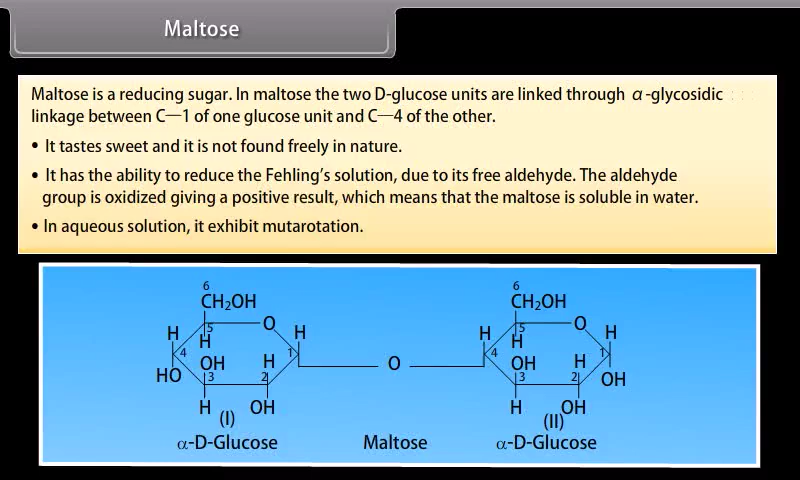 Maltose
Maltose is a reducing sugar. In maltose the two D-glucose units are linked through α-glycosidic
linkage between C—1 of one glucose unit and C—4 of the other.
• It tastes sweet and it is not found freely in nature.
• It has the ability to reduce the Fehling's solution, due to its free aldehyde. The aldehyde
group is oxidized giving a positive result, which means that the maltose is soluble in water.
• In aqueous solution, it exhibit mutarotation.
6 6
CH₂OH CH₂OH
5 O 5 O
H H H H H H
4 1 4 1
OH H OH H
HO 3 2 3 2 OH
O
H OH H OH
(I) (II)
α-D-Glucose Maltose α-D-Glucose